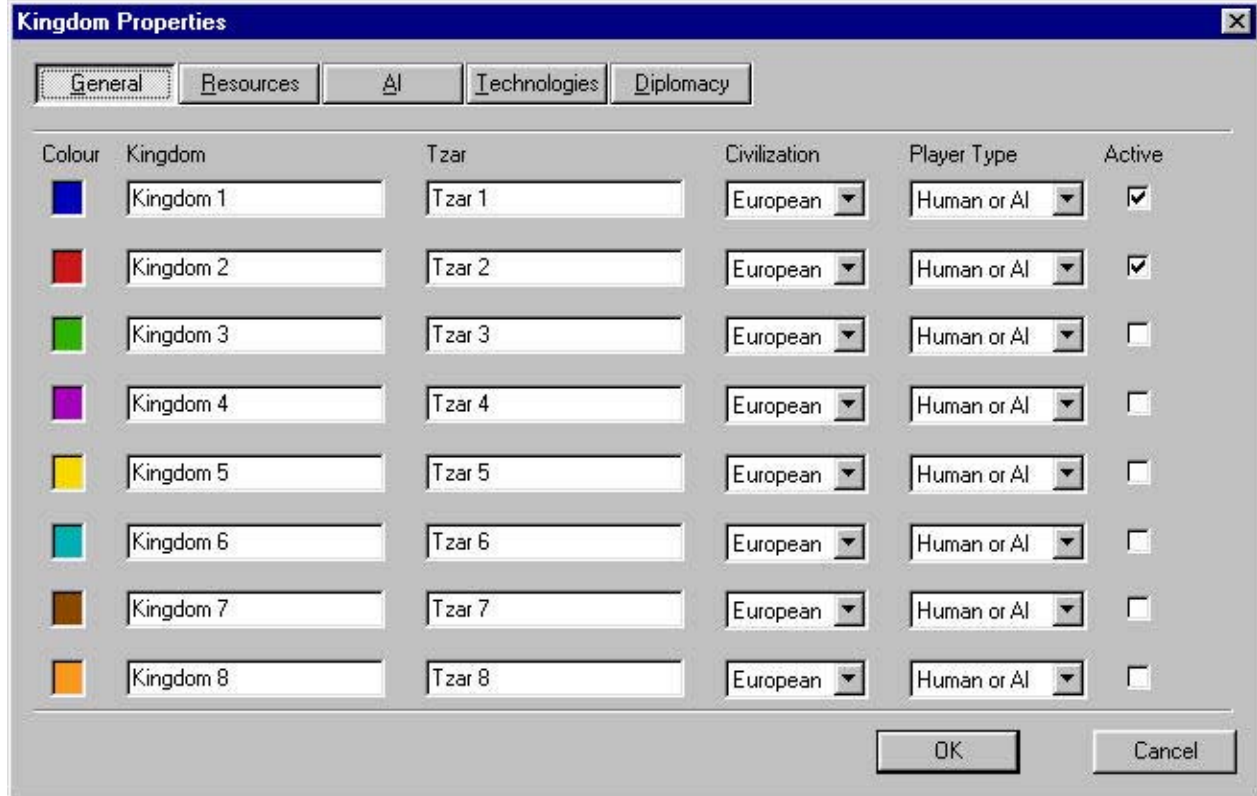 Kingdom Properties
General Resources AI Technologies Diplomacy
Colour Kingdom Tzar Civilization Player Type Active
Kingdom 1 Tzar 1 European Human or AI
Kingdom 2 Tzar 2 European Human or AI
Kingdom 3 Tzar 3 European Human or AI
Kingdom 4 Tzar 4 European Human or AI
Kingdom 5 Tzar 5 European Human or AI
Kingdom 6 Tzar 6 European Human or AI
Kingdom 7 Tzar 7 European Human or AI
Kingdom 8 Tzar 8 European Human or AI
OK Cancel